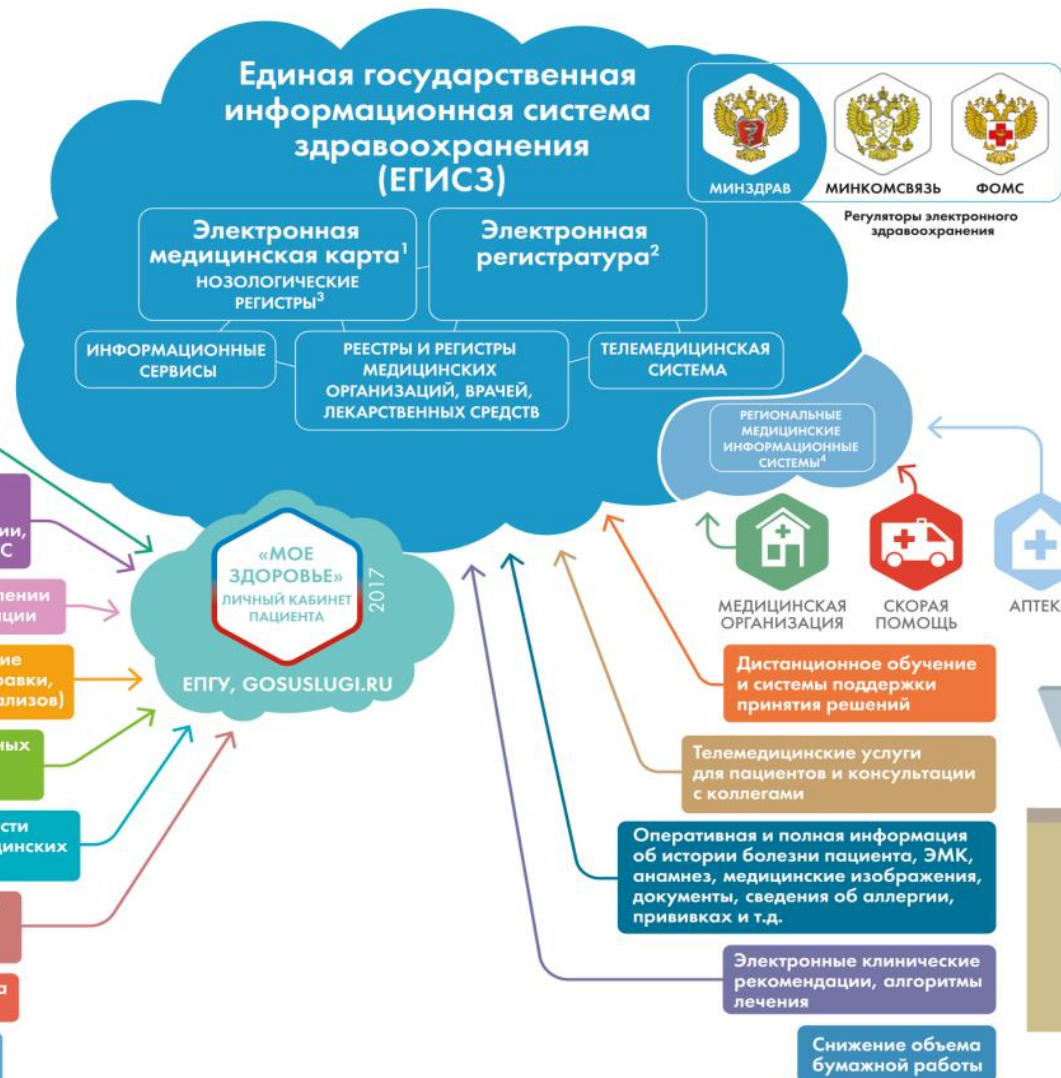 Единая государственная
информационная система
здравоохранения
(ЕГИСЗ)
МИНЗДРАВ
МИНКОМСВЯЗЬ
ФОМС
Регуляторы электронного
здравоохранения
Электронная
медицинская карта¹
НОЗОЛОГИЧЕСКИЕ
РЕГИСТРЫ³
Электронная
регистратура²
ИНФОРМАЦИОННЫЕ
СЕРВИСЫ
РЕЕСТРЫ И РЕГИСТРЫ
МЕДИЦИНСКИХ
ОРГАНИЗАЦИЙ, ВРАЧЕЙ,
ЛЕКАРСТВЕННЫХ СРЕДСТВ
ТЕЛЕМЕДИЦИНСКАЯ
СИСТЕМА
РЕГИОНАЛЬНЫЕ
МЕДИЦИНСКИЕ
ИНФОРМАЦИОННЫЕ
СИСТЕМЫ⁴
«МОЕ
ЗДОРОВЬЕ»
ЛИЧНЫЙ КАБИНЕТ
ПАЦИЕНТА
2017
ЕПГУ, GOSUSLUGI.RU
МЕДИЦИНСКАЯ
ОРГАНИЗАЦИЯ
СКОРАЯ
ПОМОЩЬ
Дистанционное обучение
и системы поддержки
принятия решений
Телемедицинские услуги
для пациентов и консультации
с коллегами
Оперативная и полная информация
об истории болезни пациента, ЭМК,
анамнез, медицинские изображения,
документы, сведения об аллергии,
прививках и т.д.
Электронные клинические
рекомендации, алгоритмы
лечения
Снижение объема
бумажной работы